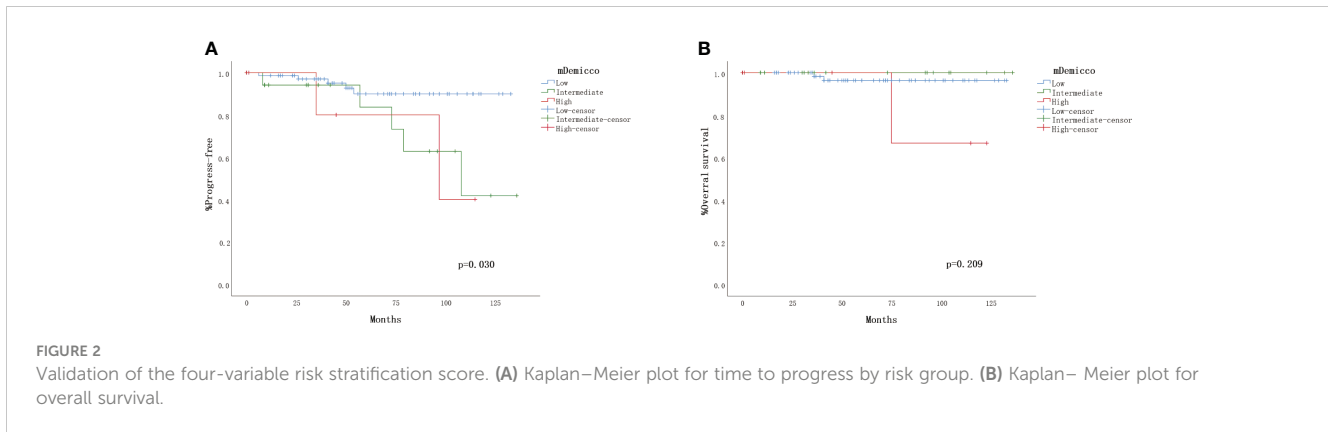 A
%Progress-free
1.0
0.8
0.6
0.4
0.2
0.0
0
25
50
75
100
125
Months
p=0.030
mDemicco
Low
Intermediate
High
Low-censor
Intermediate-censor
High-censor
B
%Overral survival
1.0
0.8
0.6
0.4
0.2
0.0
0
25
50
75
100
125
Months
p=0.209
mDemicco
Low
Intermediate
High
Low-censor
Intermediate-censor
High-censor
FIGURE 2
Validation of the four-variable risk stratification score. (A) Kaplan–Meier plot for time to progress by risk group. (B) Kaplan– Meier plot for
overall survival.